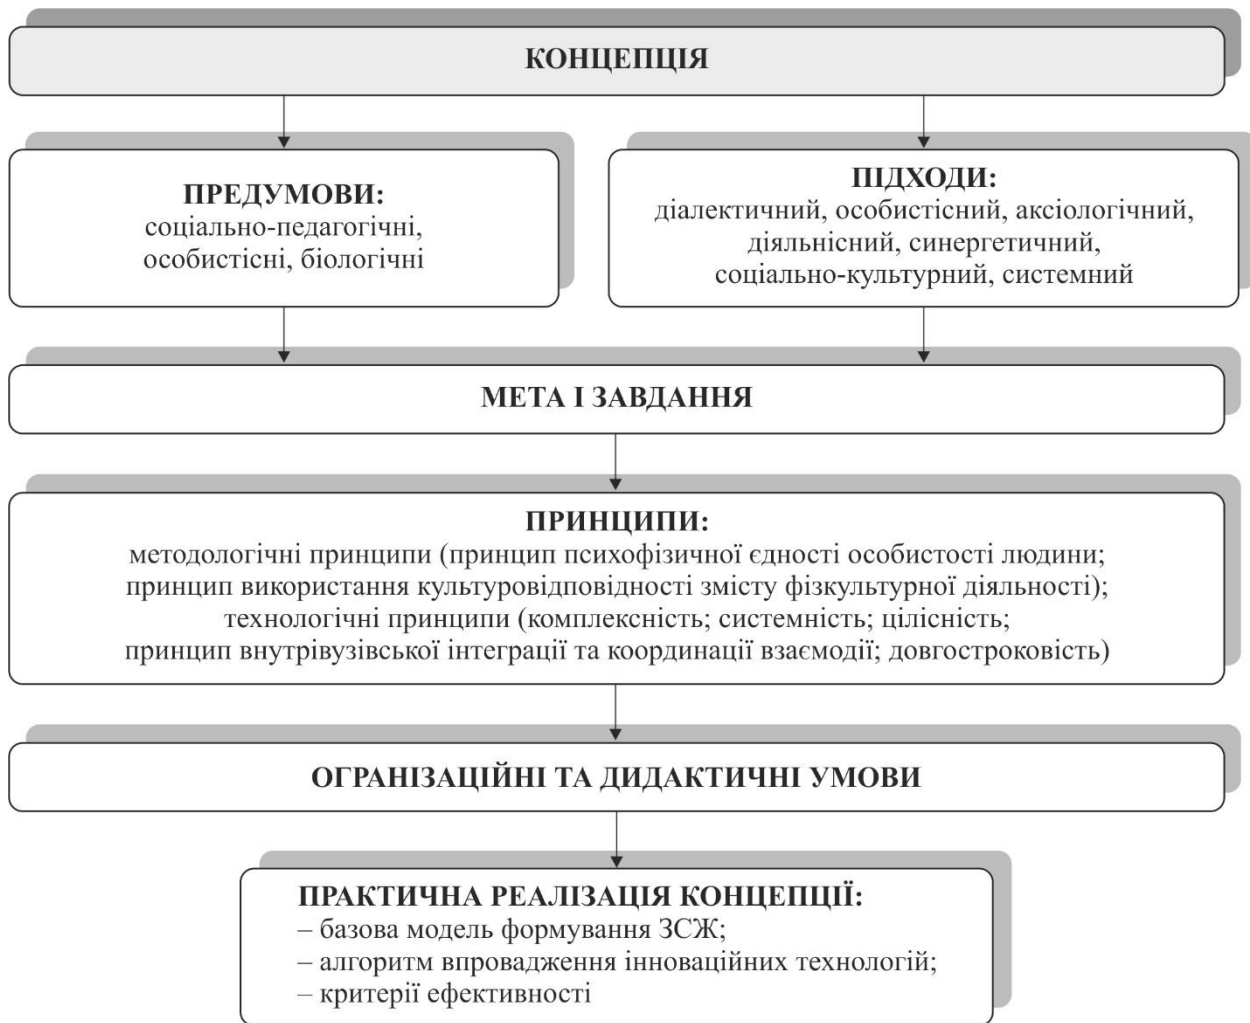 КОНЦЕПЦІЯ
ПРЕДУМОВИ:
соціально-педагогічні,
особистісні, біологічні
ПІДХОДИ:
діалектичний, особистісний, аксіологічний,
діяльнісний, синергетичний,
соціально-культурний, системний
МЕТА І ЗАВДАННЯ
ПРИНЦИПИ:
методологічні принципи (принцип психофізичної єдності особистості людини;
принцип використання культуровідповідності змісту фізкультурної діяльності);
технологічні принципи (комплексність; системність; цілісність;
принцип внутрівузівської інтеграції та координації взаємодії; довгостроковість)
ОГРАНІЗАЦІЙНІ ТА ДИДАКТИЧНІ УМОВИ
ПРАКТИЧНА РЕАЛІЗАЦІЯ КОНЦЕПЦІЇ:
– базова модель формування ЗСЖ;
– алгоритм впровадження інноваційних технологій;
– критерії ефективності